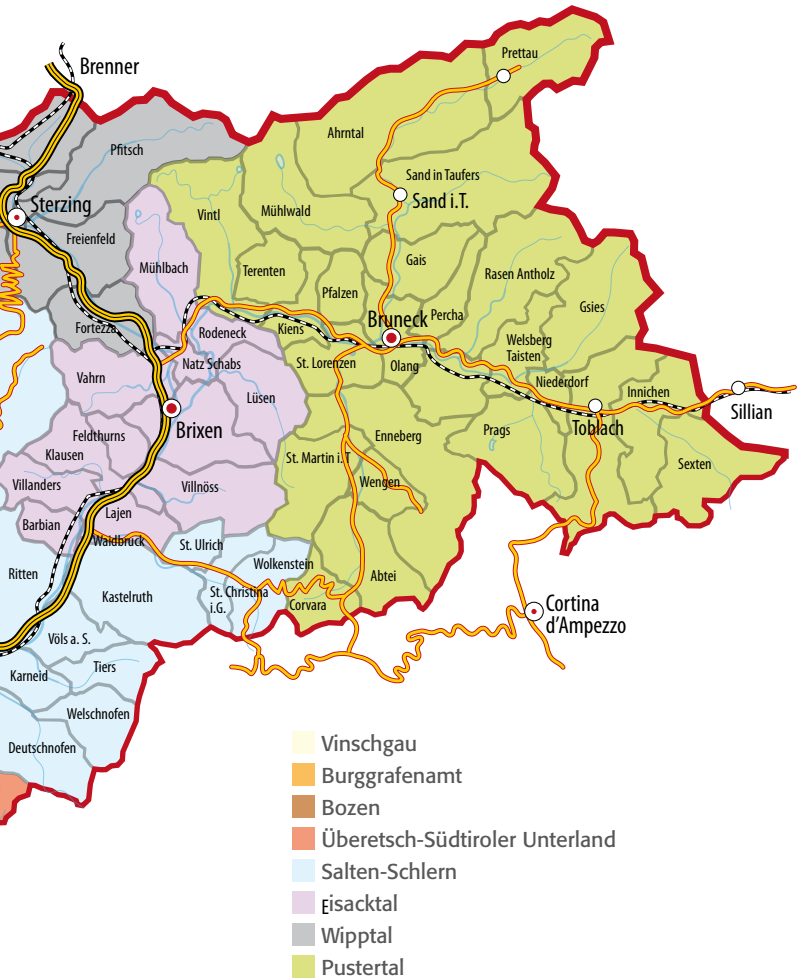 Prettau
Brenner
Ahrntal
Pfitsch
Sand in Taufers
Sand i.T.
Sterzing
Vintl
Mühlwald
Freienfeld
Gais
Mühlbach
Terenten
Rasen Antholz
Pfalzen
Gsies
Bruneck
Percha
Fortezza
Rodeneck
Kiens
Welsberg
Taisten
Natz Schabs
St. Lorenzen
Olang
Vahrn
Niederdorf
Innichen
Lüsen
Sillian
Brixen
Toblach
Feldthurns
Enneberg
Prags
Klausen
St. Martin i.T
Sexten
Villanders
Villnöss
Wengen
Lajen
Barbian
Waidbruck
St. Ulrich
Wolkenstein
Ritten
Abtei
Kastelruth
St. Christina
i.G.
Corvara
Cortina
d'Ampezzo
Völs a. S.
Tiers
Karneid
Welschnofen
Deutschnofen
Vinschgau
Burggrafenamt
Bozen
Überetsch-Südtiroler Unterland
Salten-Schlern
Eisacktal
Wipptal
Pustertal